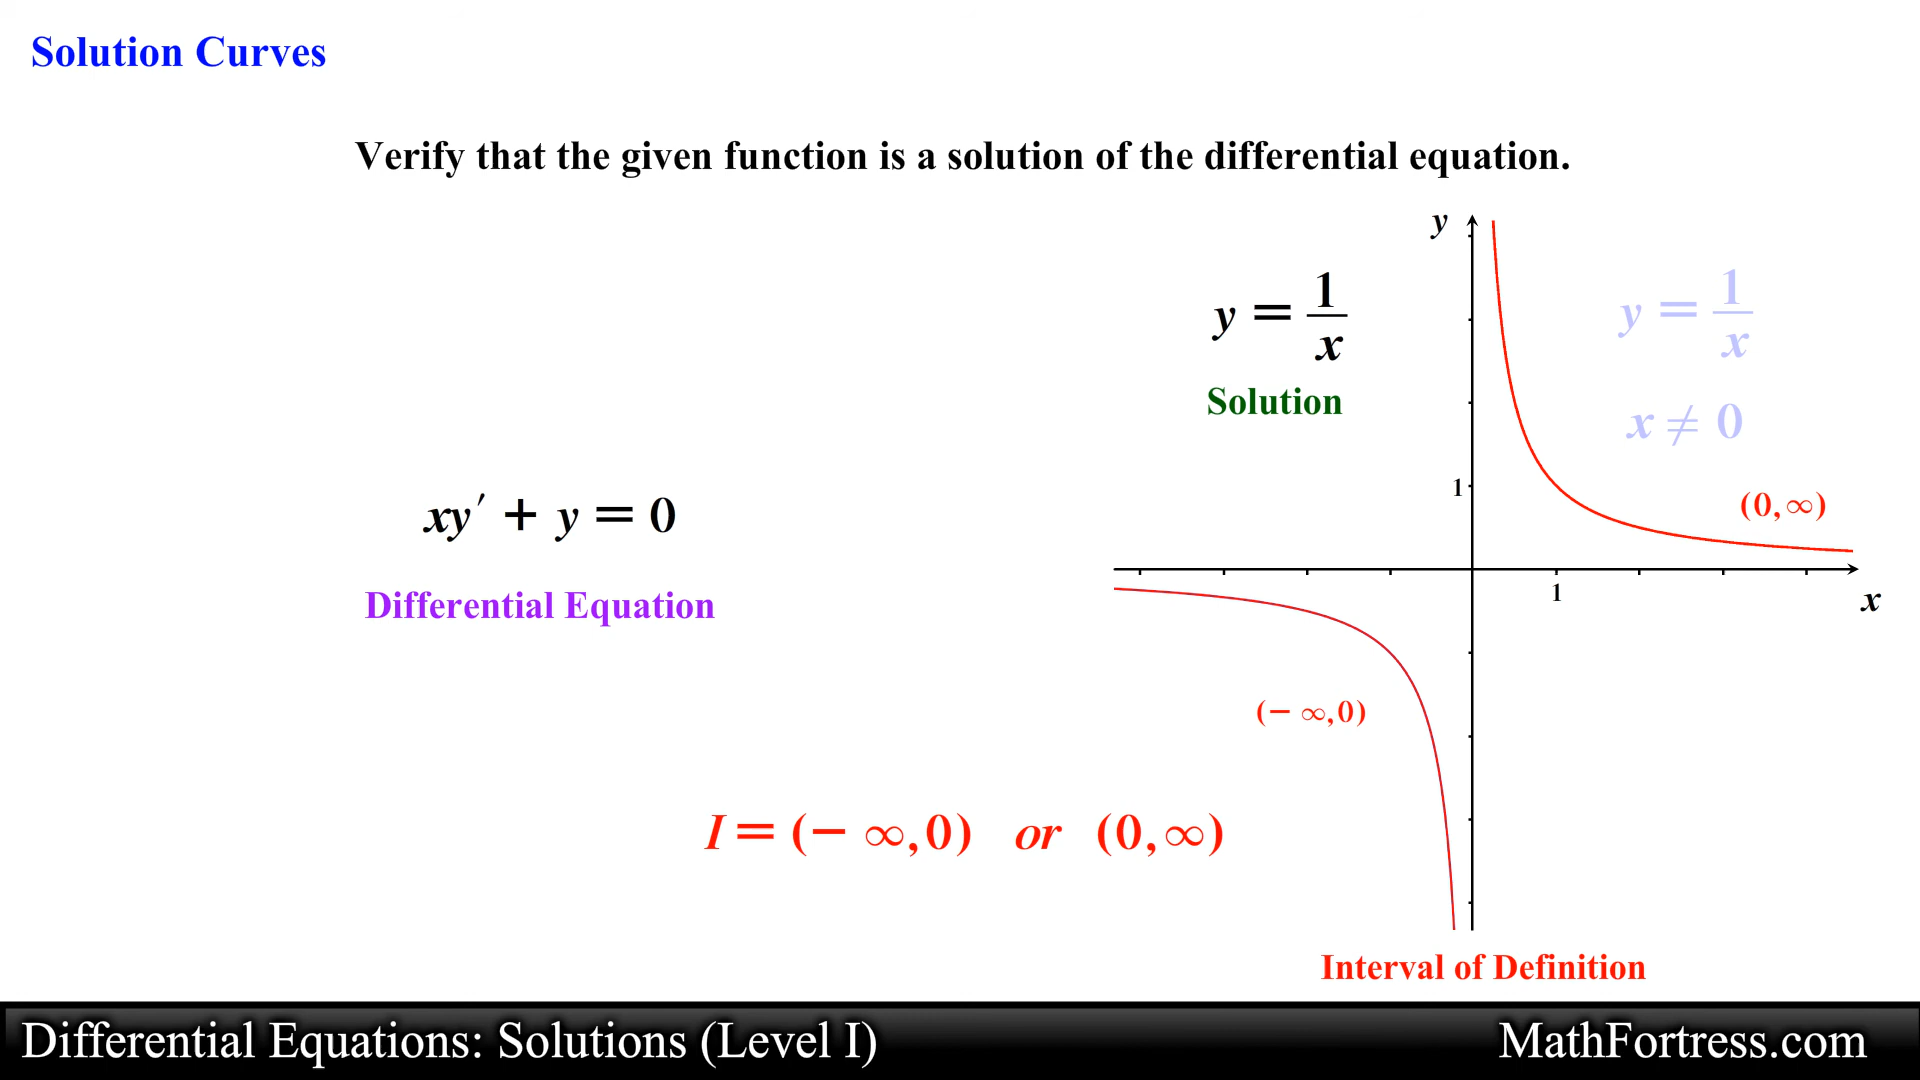 Solution Curves
Verify that the given function is a solution of the differential equation.
y
y = 1/x
y = 1/x
Solution
x ≠ 0
1
(0, ∞)
xy′ + y = 0
Differential Equation
1
x
(− ∞,0)
I = (− ∞,0) or (0, ∞)
Interval of Definition
Differential Equations: Solutions (Level I)
MathFortress.com